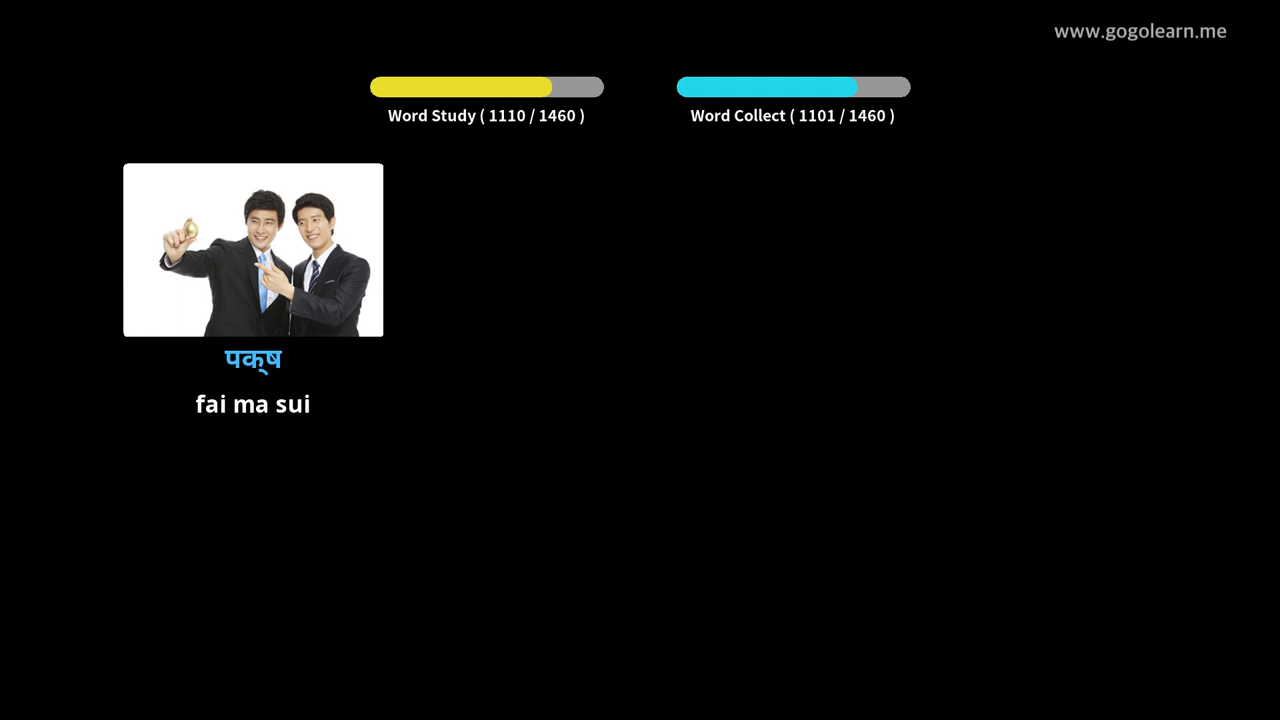 www.gogolearn.me
Word Study ( 1110 / 1460 )
Word Collect ( 1101 / 1460 )
पक्‌ष
fai ma sui